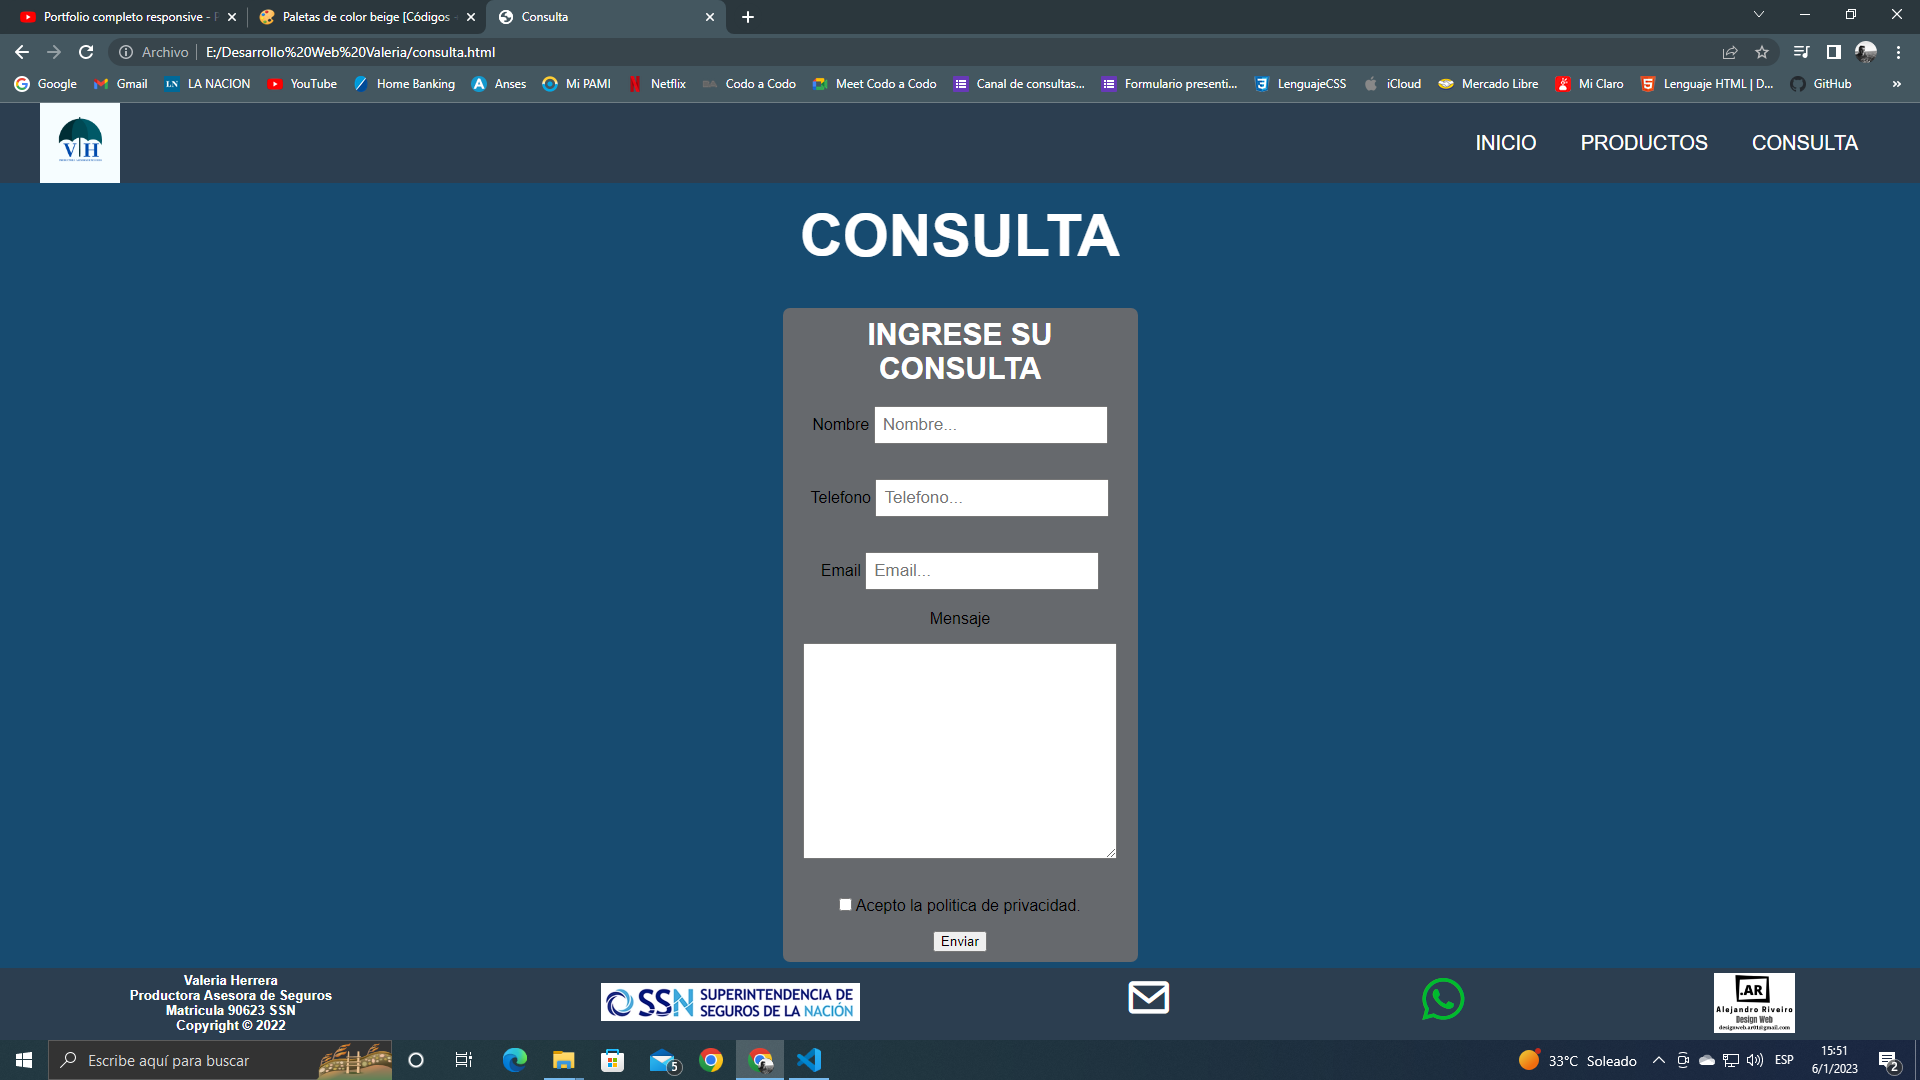 Portfolio completo responsive - P
Paletas de color beige [Códigos -
Consulta
Archivo
E:/Desarrollo%20Web%20Valeria/consulta.html
Google
Gmail
LN
LA NACION
YouTube
Home Banking
Anses
Mi PAMI
Netflix
Codo a Codo
Meet Codo a Codo
Canal de consultas...
Formulario presenti...
LenguajeCSS
iCloud
Mercado Libre
Mi Claro
Lenguaje HTML | D...
GitHub
»
VH
INICIO
PRODUCTOS
CONSULTA
CONSULTA
INGRESE SU
CONSULTA
Nombre
Nombre...
Telefono
Telefono...
Email
Email...
Mensaje
Acepto la politica de privacidad.
Enviar
Valeria Herrera
Productora Asesora de Seguros
Matricula 90623 SSN
Copyright © 2022
SSN
SUPERINTENDENCIA DE
SEGUROS DE LA NACIÓN
.AR
Alejandro Riveiro
Design Web
designweb.ar01@gmail.com
Escribe aquí para buscar
5
33°C
Soleado
ESP
15:51
6/1/2023
2